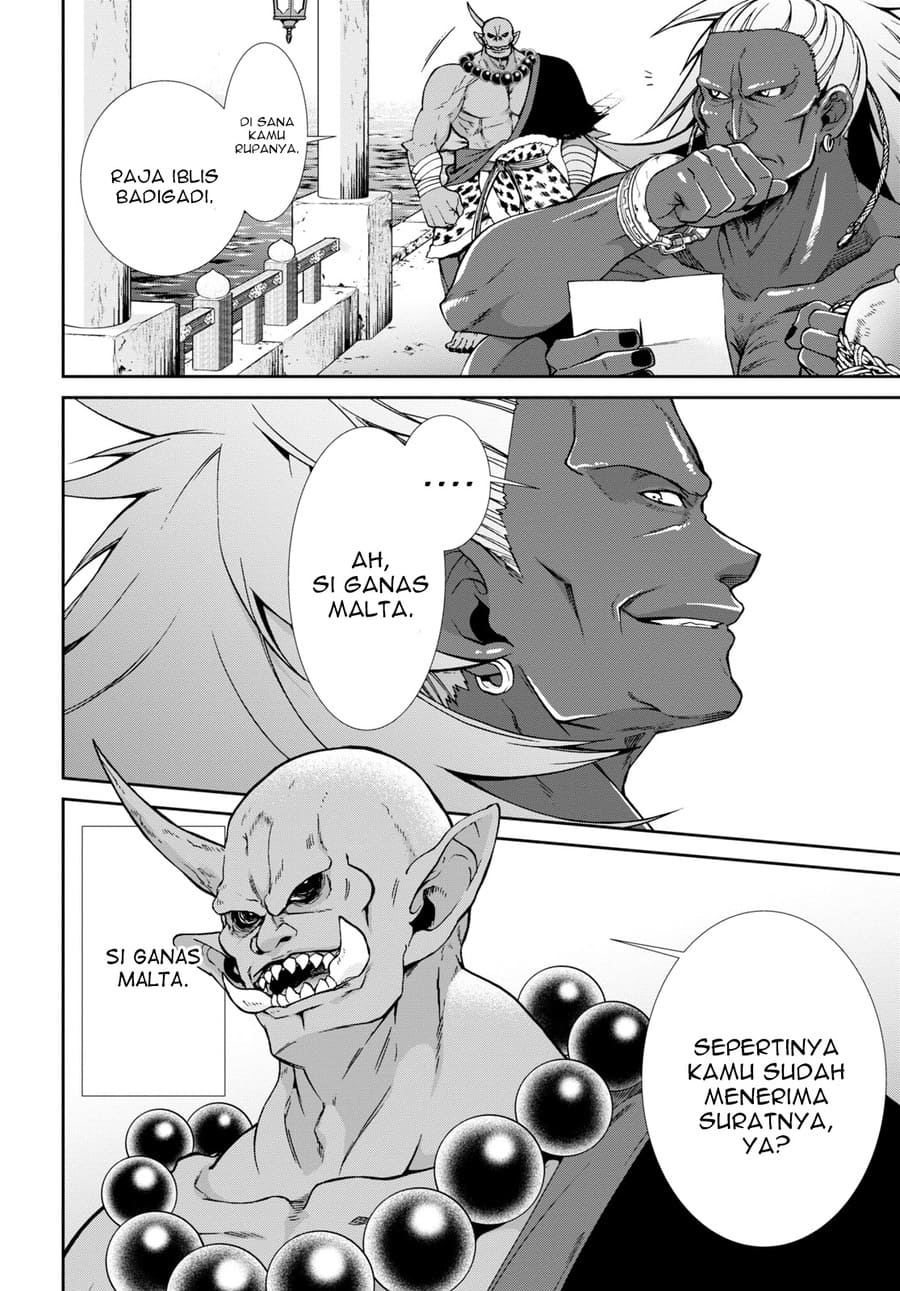 DI SANA
KAMU
RUPANYA,
RAJA IBLIS
BADIGADI.
....
AH,
SI GANAS
MALTA.
SI GANAS
MALTA.
SEPERTINYA
KAMU SUDAH
MENERIMA
SURATNYA,
YA?